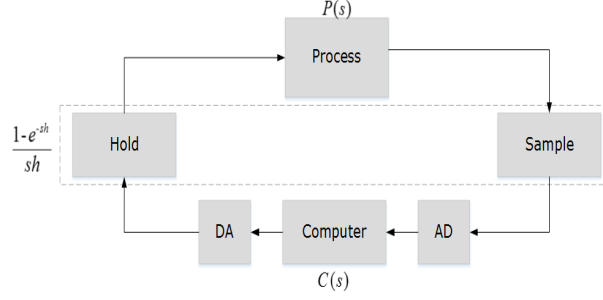 P(s)
Process
1-e^{-sh}
sh
Hold
Sample
DA
Computer
AD
C(s)